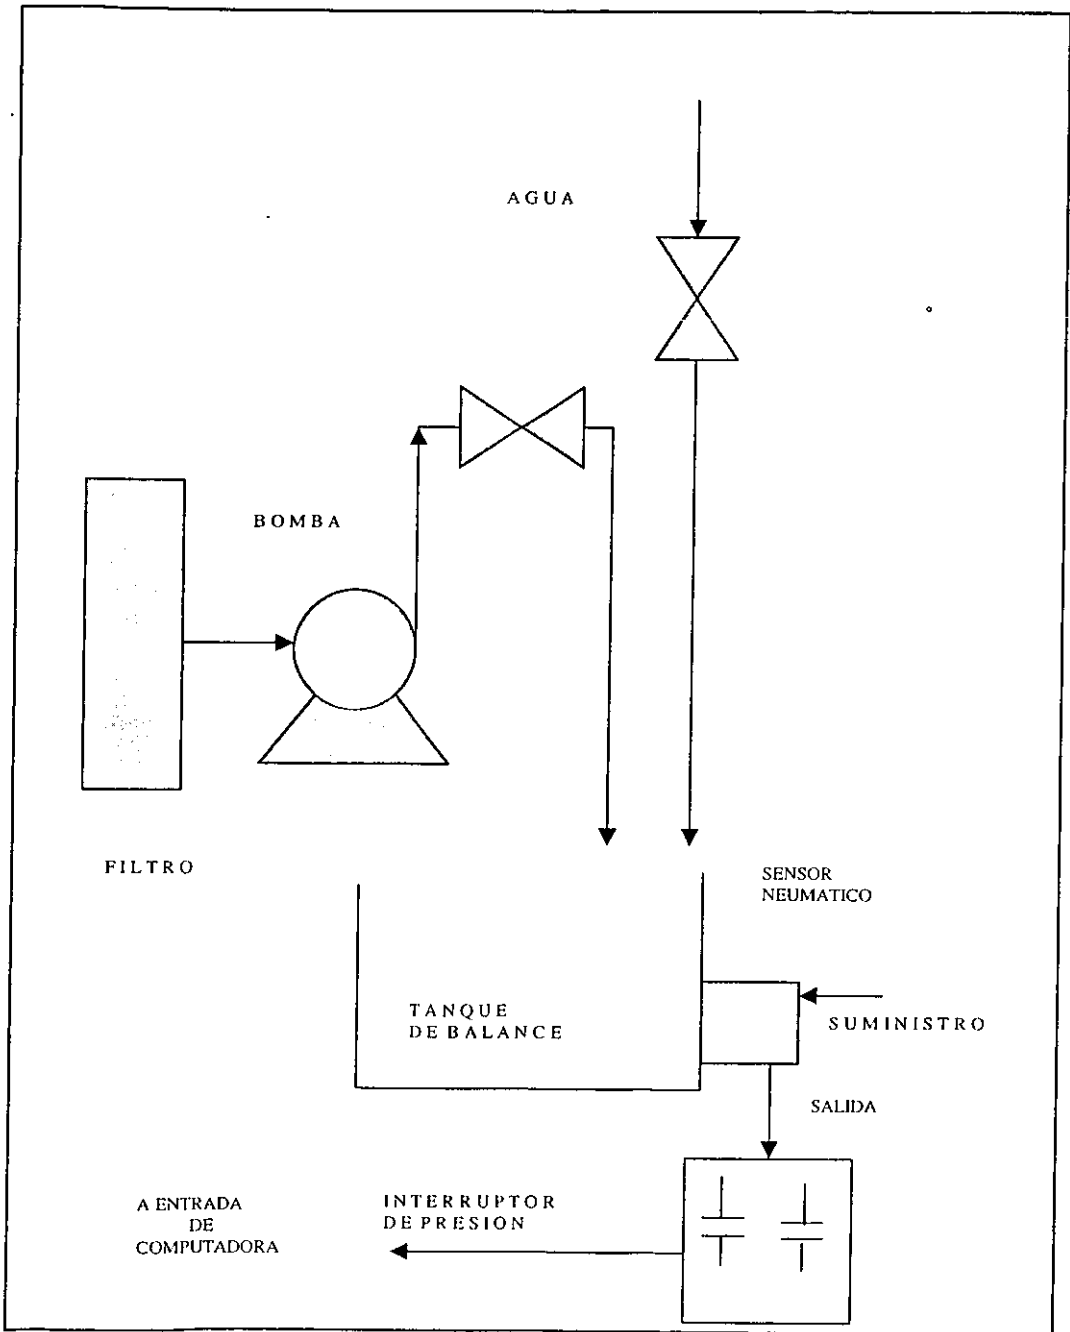 AGUA
BOMBA
FILTRO
SENSOR
NEUMATICO
TANQUE
DE BALANCE
SUMINISTRO
SALIDA
A ENTRADA
DE
COMPUTADORA
INTERRUPTOR
DE PRESION